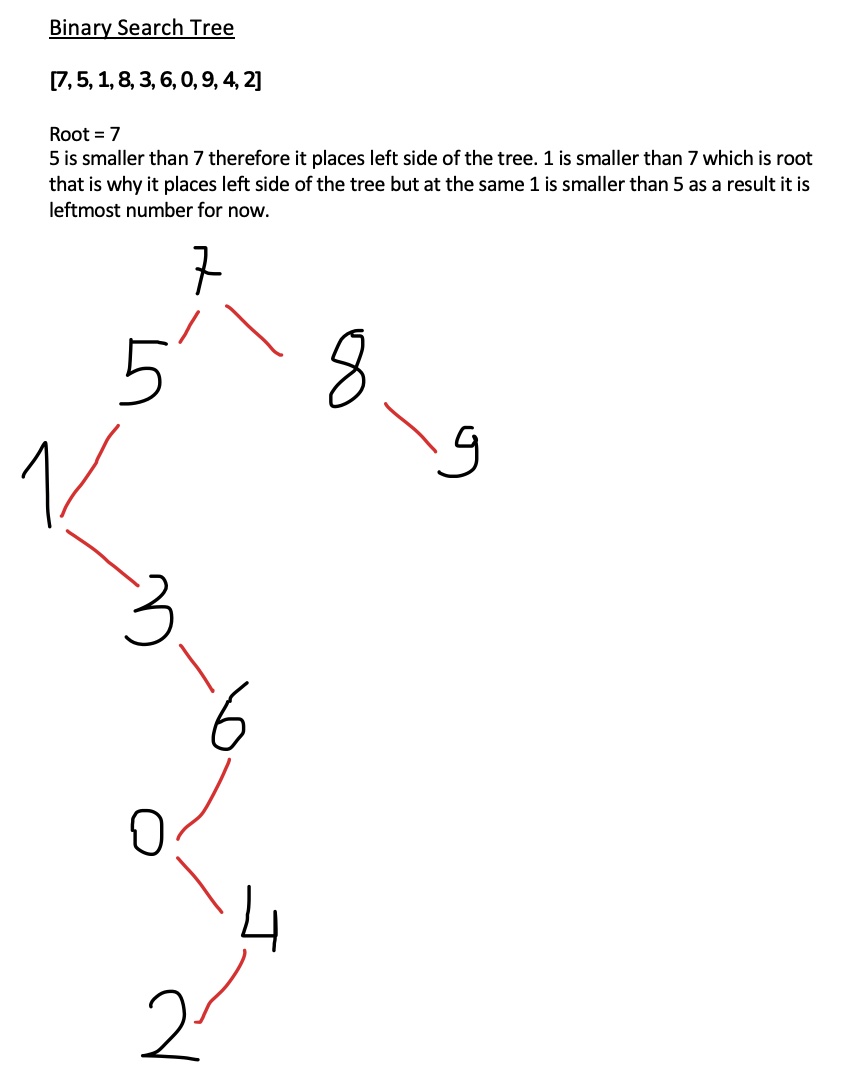 Binary Search Tree
[7, 5, 1, 8, 3, 6, 0, 9, 4, 2]
Root = 7
5 is smaller than 7 therefore it places left side of the tree. 1 is smaller than 7 which is root
that is why it places left side of the tree but at the same 1 is smaller than 5 as a result it is
leftmost number for now.
7
5 8
9
1
3
6
0
4
2